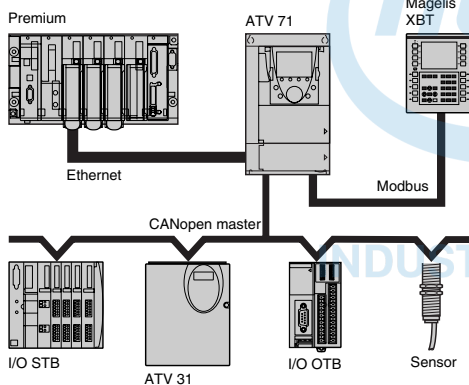 Premium
ATV 71
Magelis
XBT
Ethernet
Modbus
CANopen master
INDUST
I/O STB
ATV 31
I/O OTB
Sensor